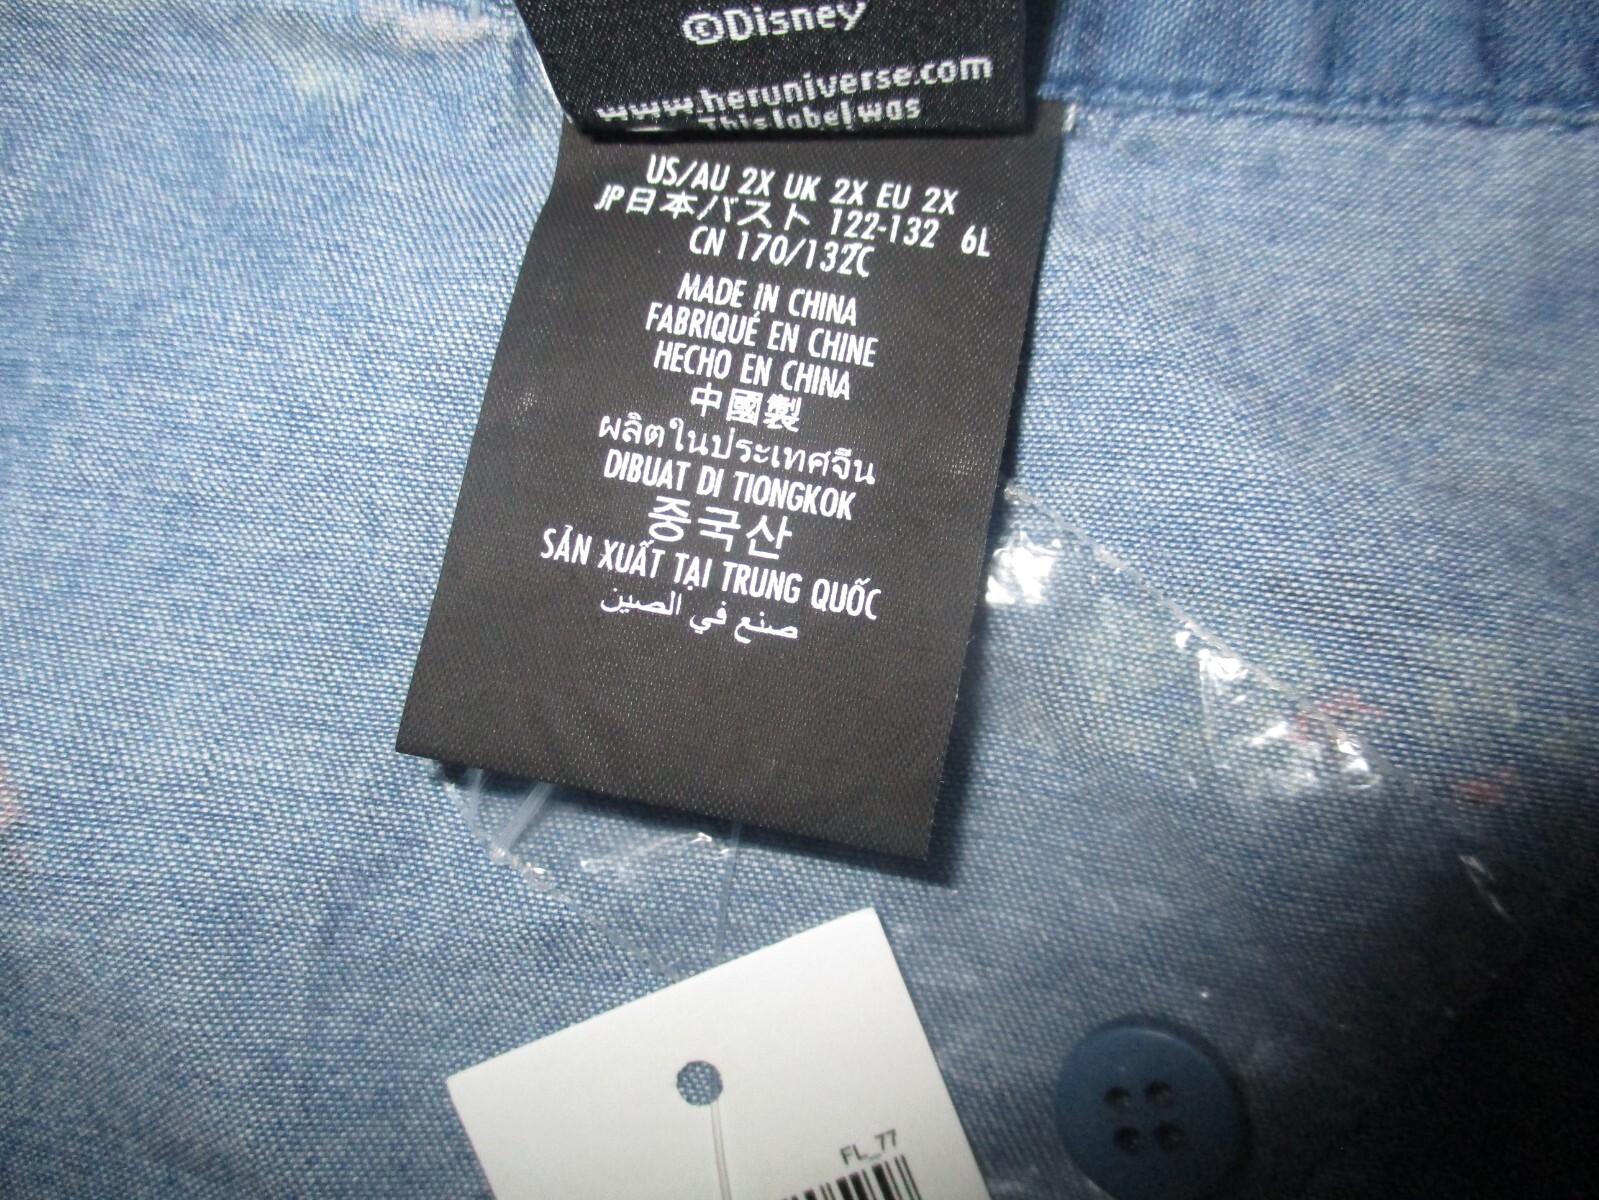 ©Disney
www.heruniverse.com
This label was
US/AU 2X UK 2X EU 2X
JP日本バスト 122-132 6L
CN 170/132C
MADE IN CHINA
FABRIQUÉ EN CHINE
HECHO EN CHINA
中國製
ผลิตในประเทศจีน
DIBUAT DI TIONGKOK
중국산
SẢN XUẤT TẠI TRUNG QUỐC
صنع في الصين
FL_77